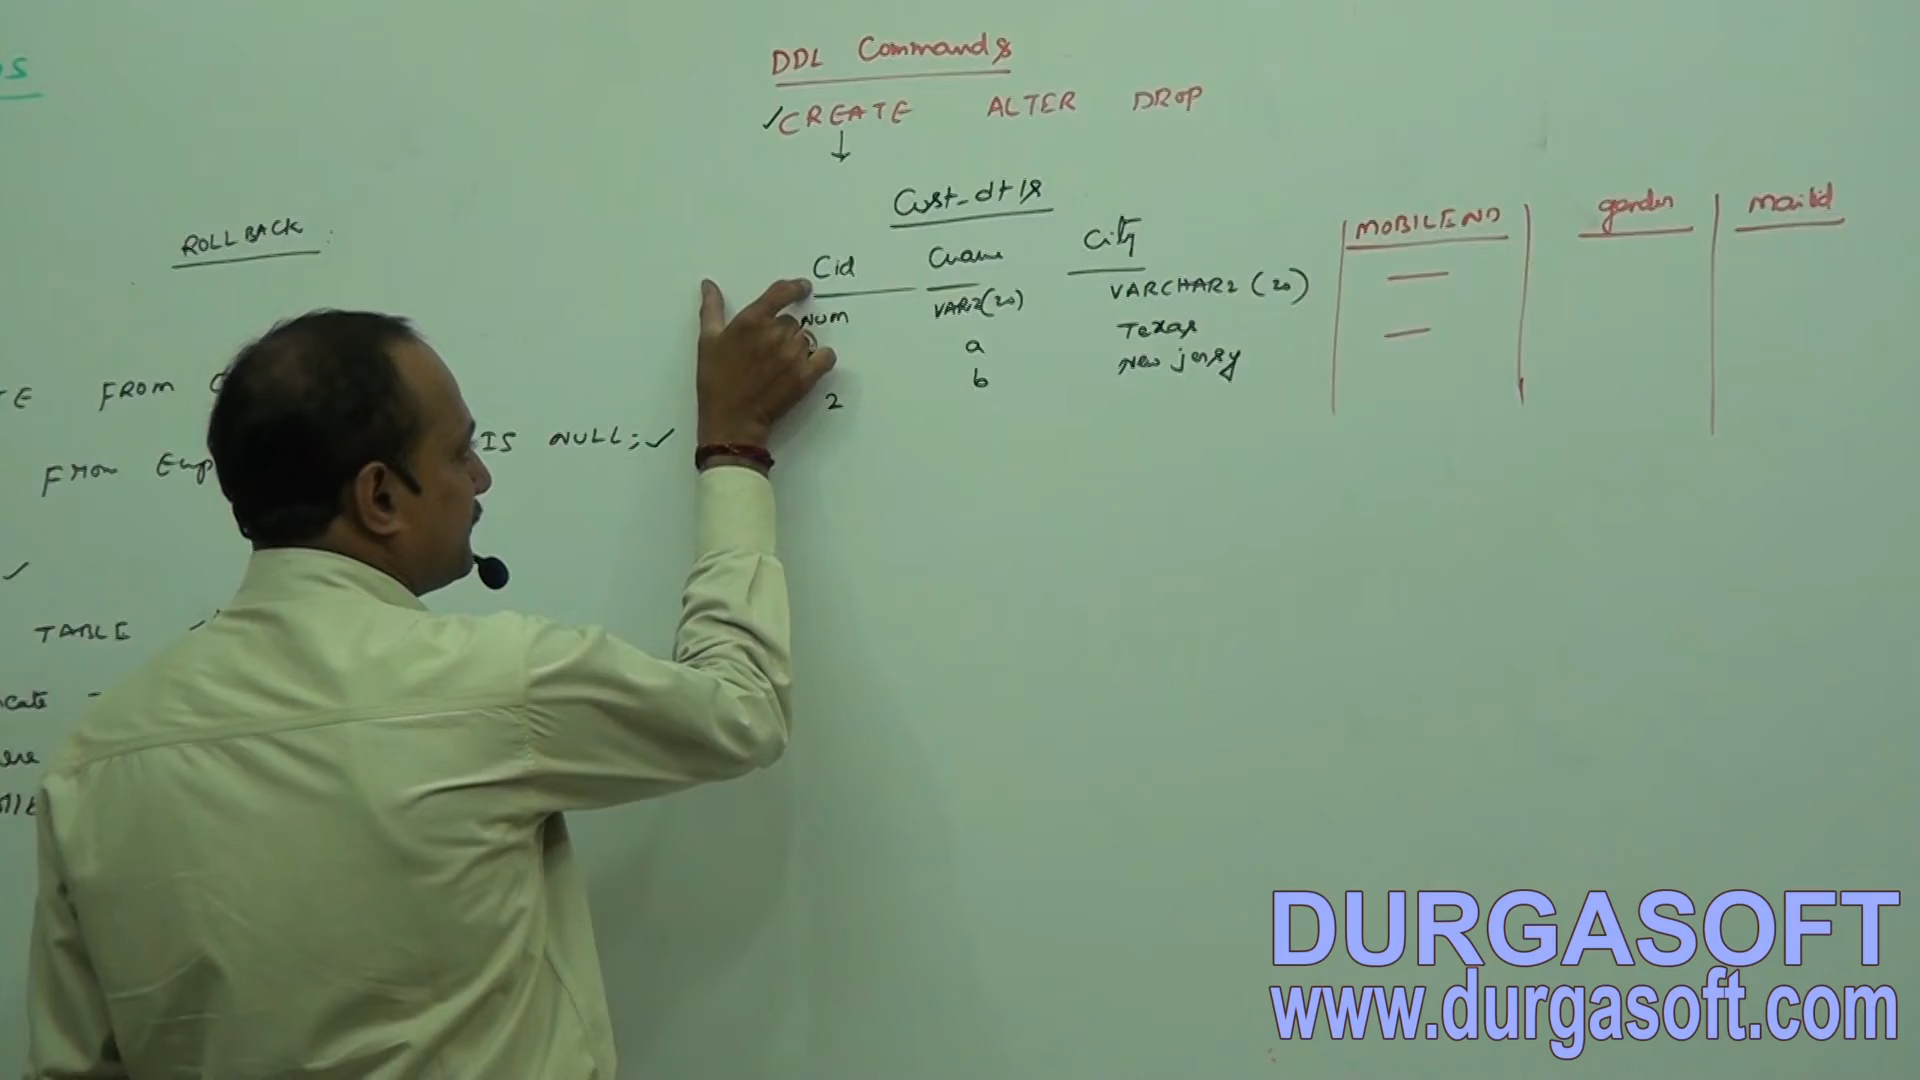 DDL Commands
✓CREATE ALTER DROP
↓
Cust_dtls
Cid Cname City MOBILENO gender mailid
NUM VAR2(20) VARCHAR2 (20)
a Texas
b New jersy
2
ROLLBACK
FROM
FROM Emp IS NULL; ✓
✓
TABLE
DURGASOFT
www.durgasoft.com